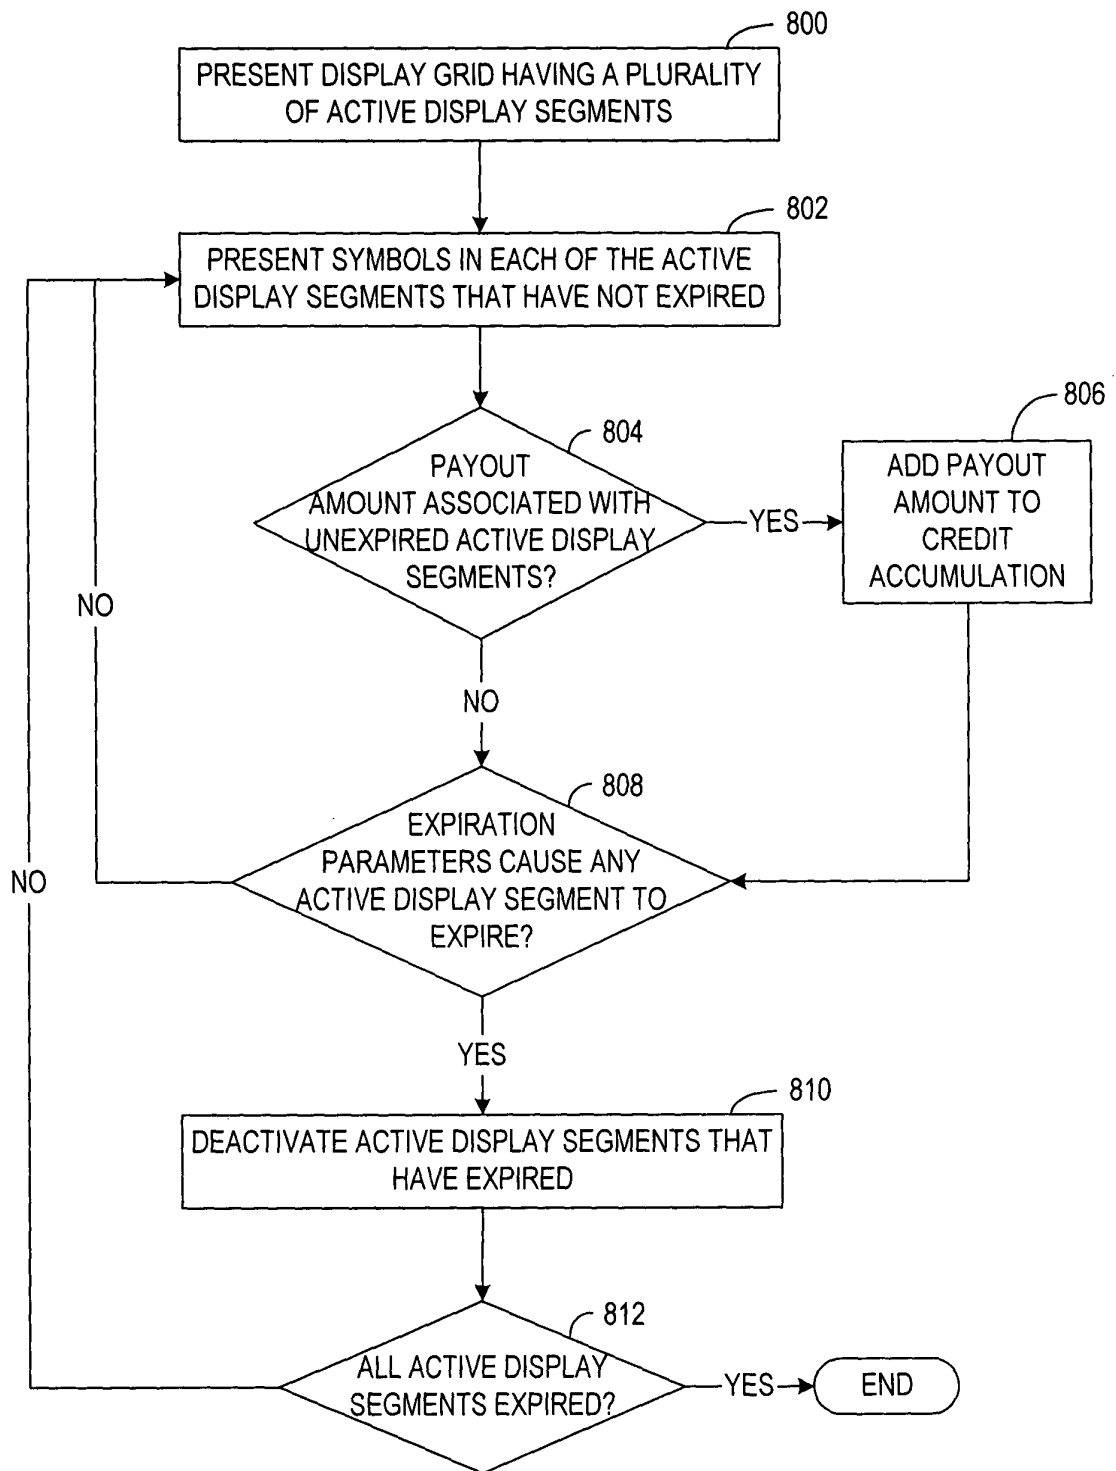 800
PRESENT DISPLAY GRID HAVING A PLURALITY
OF ACTIVE DISPLAY SEGMENTS
802
PRESENT SYMBOLS IN EACH OF THE ACTIVE
DISPLAY SEGMENTS THAT HAVE NOT EXPIRED
804
PAYOUT
AMOUNT ASSOCIATED WITH
UNEXPIRED ACTIVE DISPLAY
SEGMENTS?
YES
806
ADD PAYOUT
AMOUNT TO
CREDIT
ACCUMULATION
NO
NO
808
EXPIRATION
PARAMETERS CAUSE ANY
ACTIVE DISPLAY SEGMENT TO
EXPIRE?
NO
YES
810
DEACTIVATE ACTIVE DISPLAY SEGMENTS THAT
HAVE EXPIRED
812
ALL ACTIVE DISPLAY
SEGMENTS EXPIRED?
YES
END